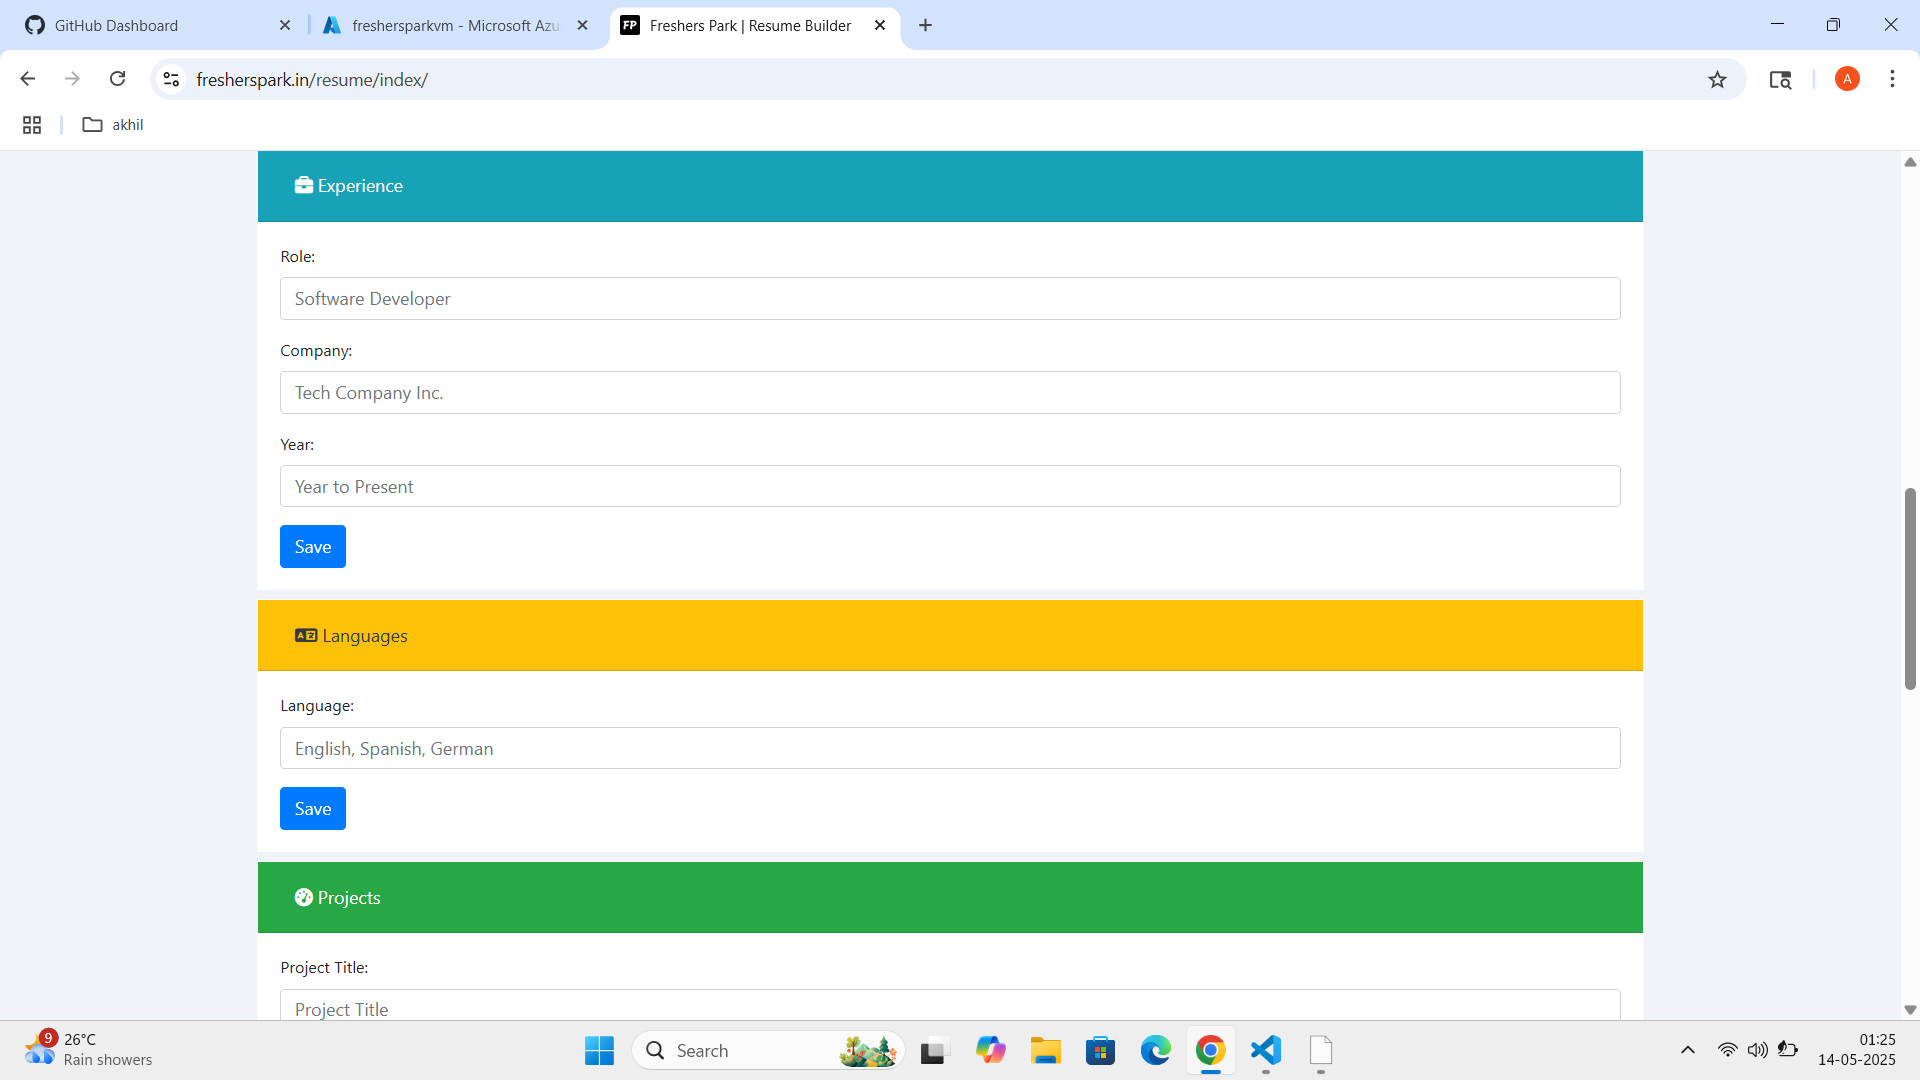 GitHub Dashboard
freshersparkvm - Microsoft Azu
FP Freshers Park | Resume Builder
fresherspark.in/resume/index/
A
akhil
Experience
Role:
Software Developer
Company:
Tech Company Inc.
Year:
Year to Present
Save
Languages
Language:
English, Spanish, German
Save
Projects
Project Title:
Project Title
9
26°C
Rain showers
Search
01:25
14-05-2025